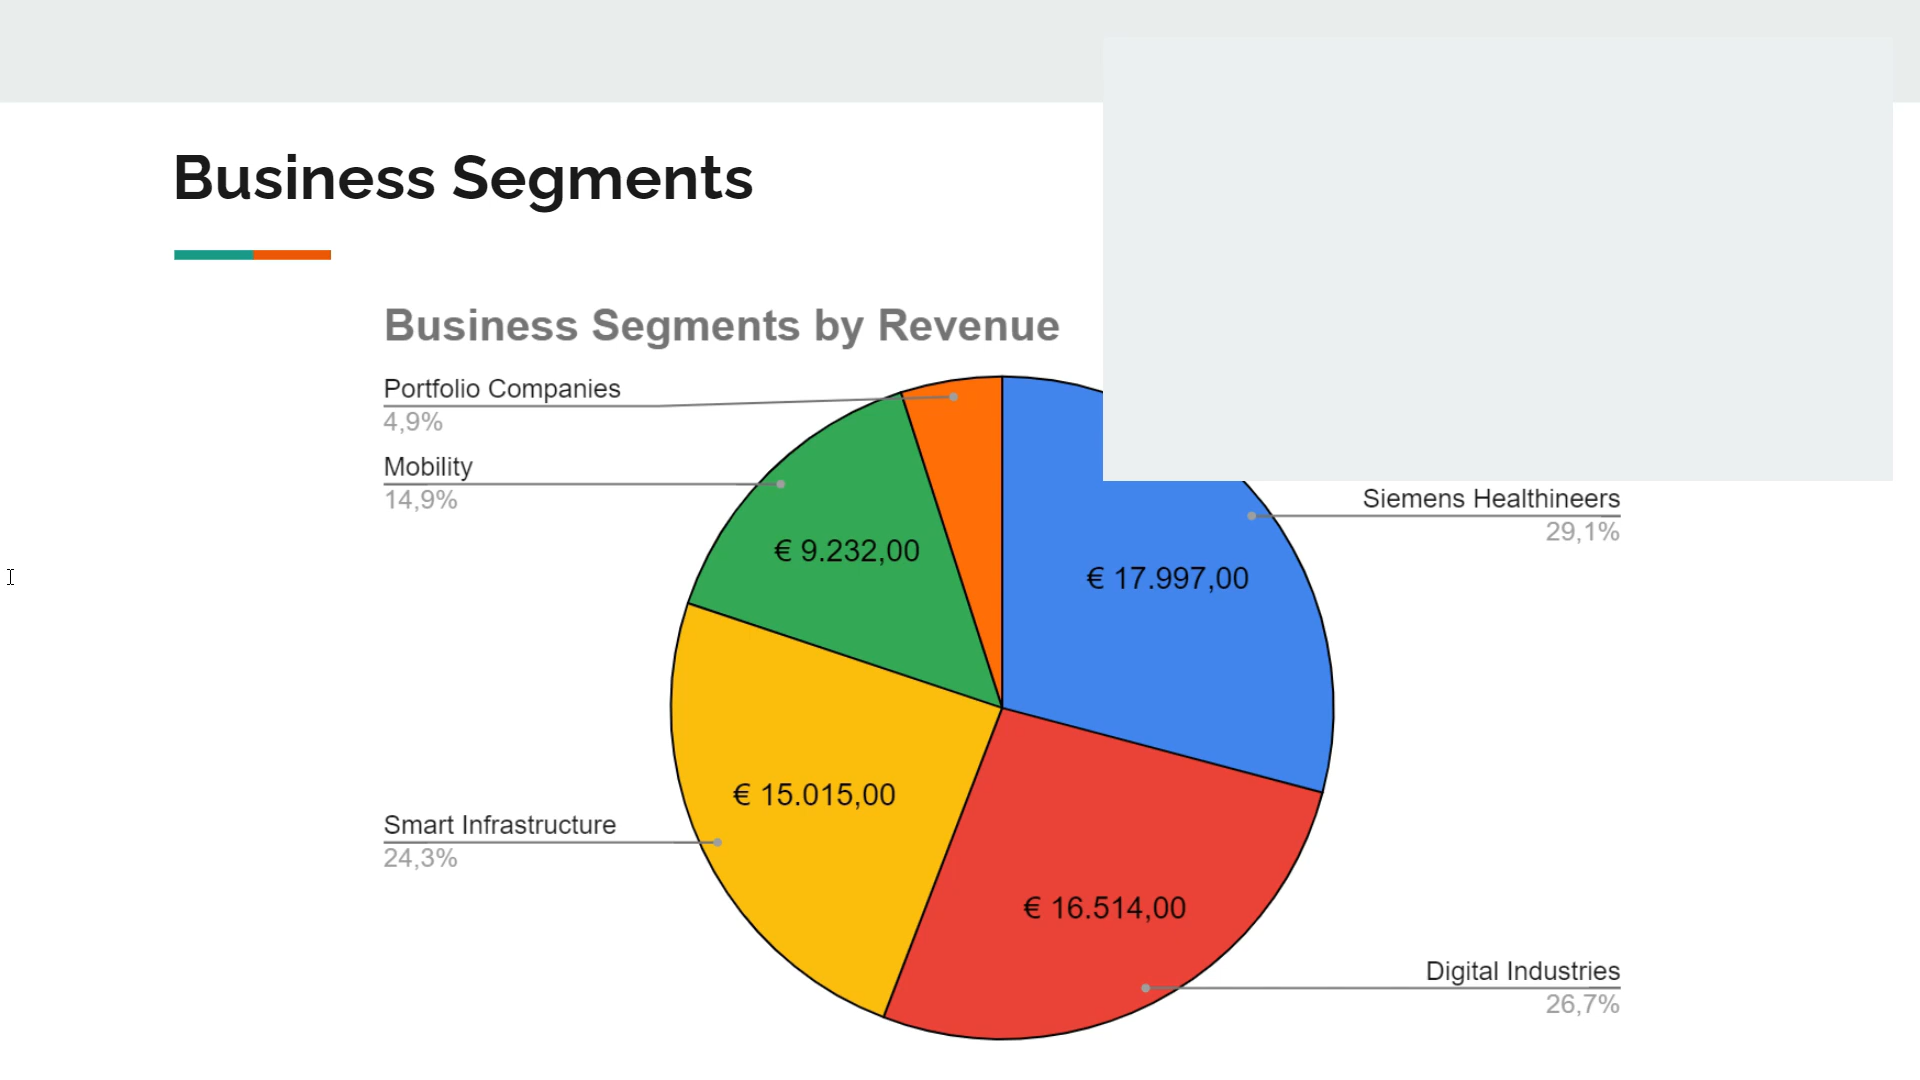 Business Segments
Business Segments by Revenue
Portfolio Companies
4,9%
Mobility
14,9%
Siemens Healthineers
29,1%
€ 9.232,00
€ 17.997,00
€ 15.015,00
Smart Infrastructure
24,3%
€ 16.514,00
Digital Industries
26,7%